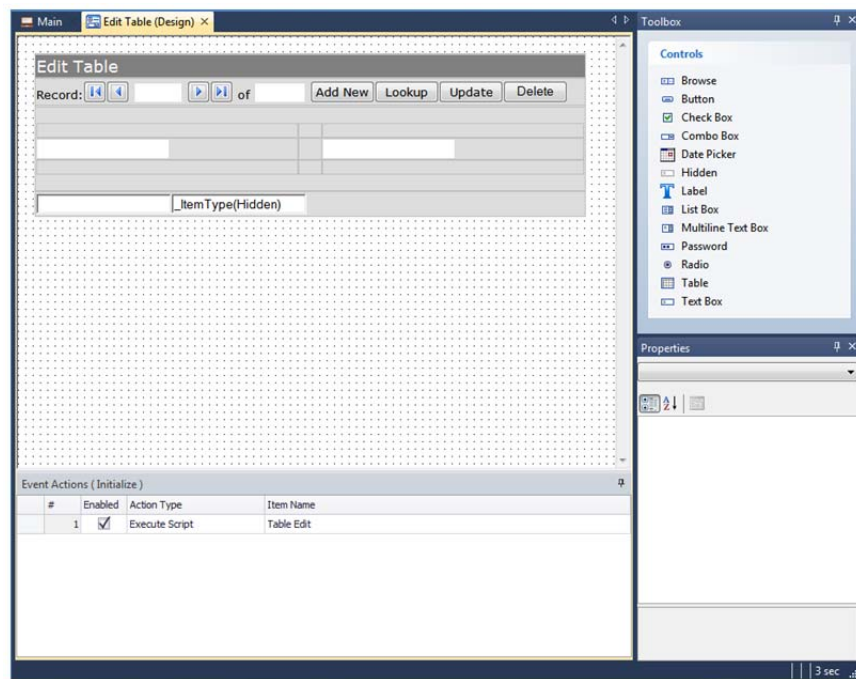 Main
Edit Table (Design)
Toolbox
Edit Table
Record:
of
Add New
Lookup
Update
Delete
_ItemType(Hidden)
Controls
Browse
Button
Check Box
Combo Box
Date Picker
Hidden
Label
List Box
Multiline Text Box
Password
Radio
Table
Text Box
Properties
Event Actions ( Initialize )
# Enabled Action Type Item Name
1 Execute Script Table Edit
3 sec